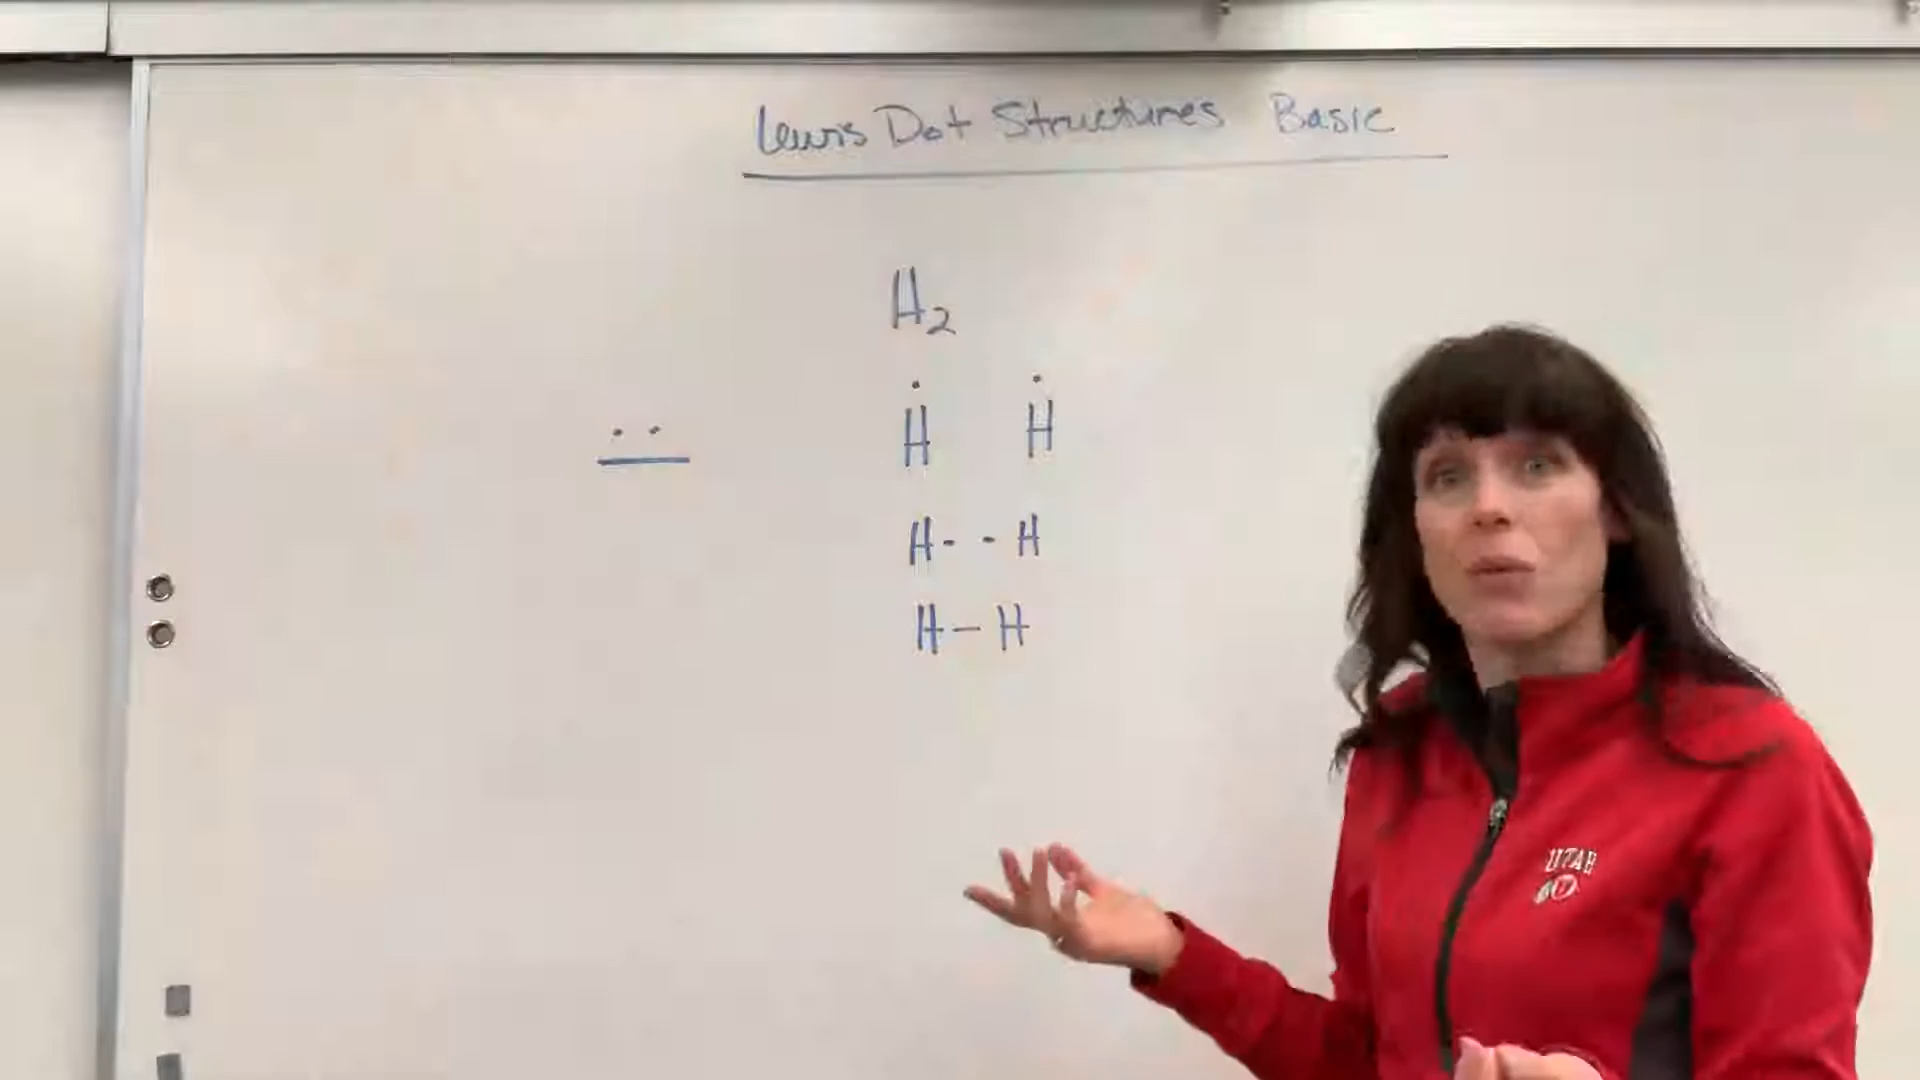 Lewis Dot Structures Basic
H2
H H
H· ·H
H-H
UTAH
U